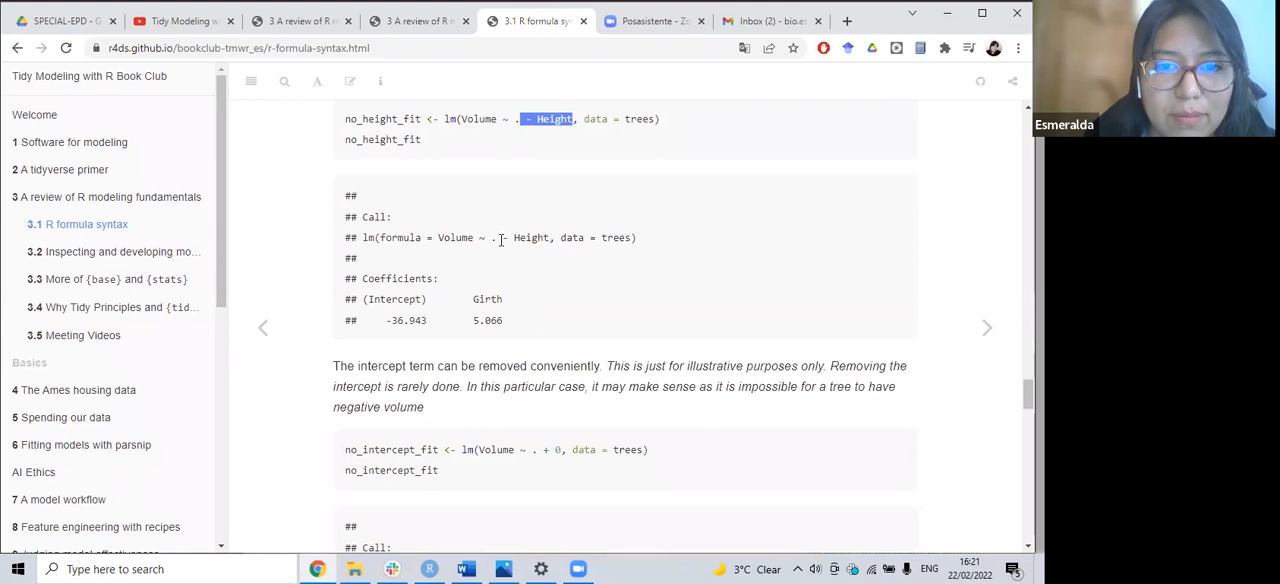 SPECIAL-EPD - G
Tidy Modeling wi
3 A review of R m
3 A review of R m
3.1 R formula syn
Posasistente - Zo
Inbox (2) - bio.es
r4ds.github.io/bookclub-tmwr_es/r-formula-syntax.html
Tidy Modeling with R Book Club
Welcome
1 Software for modeling
2 A tidyverse primer
3 A review of R modeling fundamentals
3.1 R formula syntax
3.2 Inspecting and developing mo...
3.3 More of {base} and {stats}
3.4 Why Tidy Principles and {tid...
3.5 Meeting Videos
Basics
4 The Ames housing data
5 Spending our data
6 Fitting models with parsnip
AI Ethics
7 A model workflow
8 Feature engineering with recipes
no_height_fit <- lm(Volume ~ . - Height, data = trees)
no_height_fit
##
## Call:
## lm(formula = Volume ~ . - Height, data = trees)
##
## Coefficients:
## (Intercept) Girth
## -36.943 5.066
The intercept term can be removed conveniently. This is just for illustrative purposes only. Removing the
intercept is rarely done. In this particular case, it may make sense as it is impossible for a tree to have
negative volume
no_intercept_fit <- lm(Volume ~ . + 0, data = trees)
no_intercept_fit
##
## Call:
Esmeralda
Type here to search
3°C Clear
ENG
16:21
22/02/2022
5